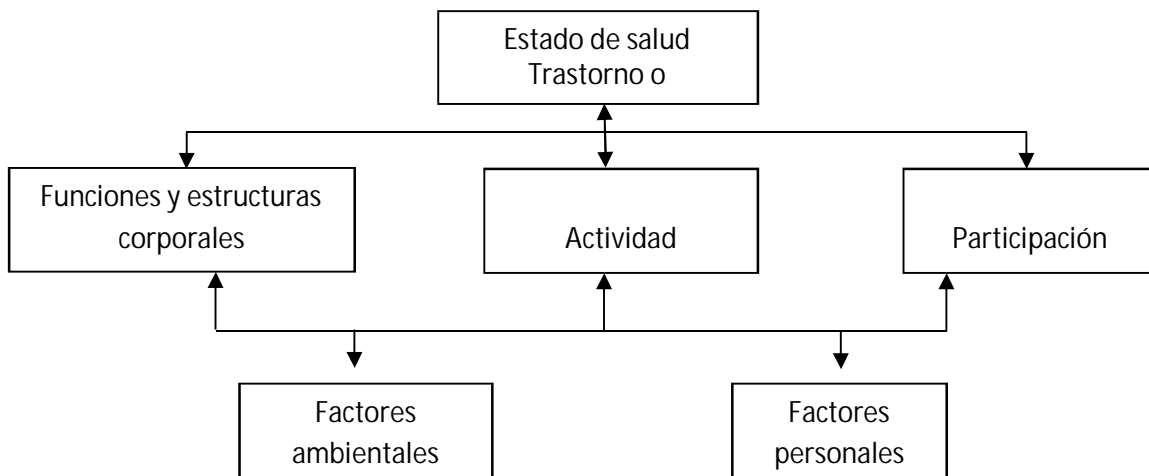 Estado de salud
Trastorno o
Funciones y estructuras
corporales
Actividad
Participación
Factores
ambientales
Factores
personales